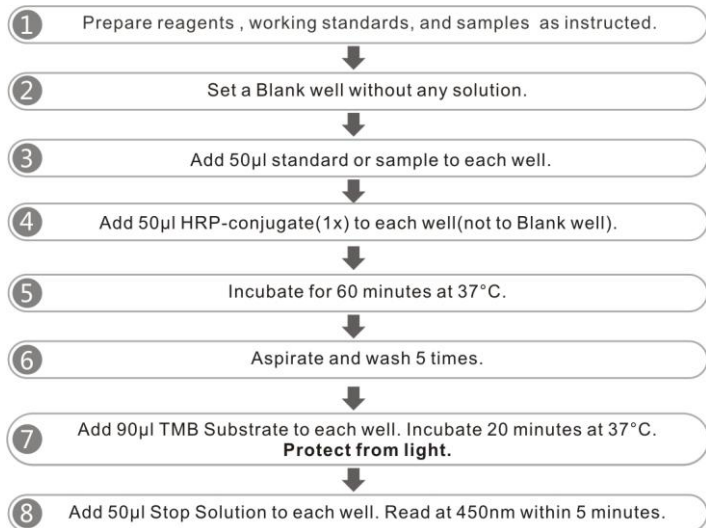 1 Prepare reagents , working standards, and samples as instructed.
2 Set a Blank well without any solution.
3 Add 50µl standard or sample to each well.
4 Add 50µl HRP-conjugate(1x) to each well(not to Blank well).
5 Incubate for 60 minutes at 37°C.
6 Aspirate and wash 5 times.
7 Add 90µl TMB Substrate to each well. Incubate 20 minutes at 37°C.
Protect from light.
8 Add 50µl Stop Solution to each well. Read at 450nm within 5 minutes.